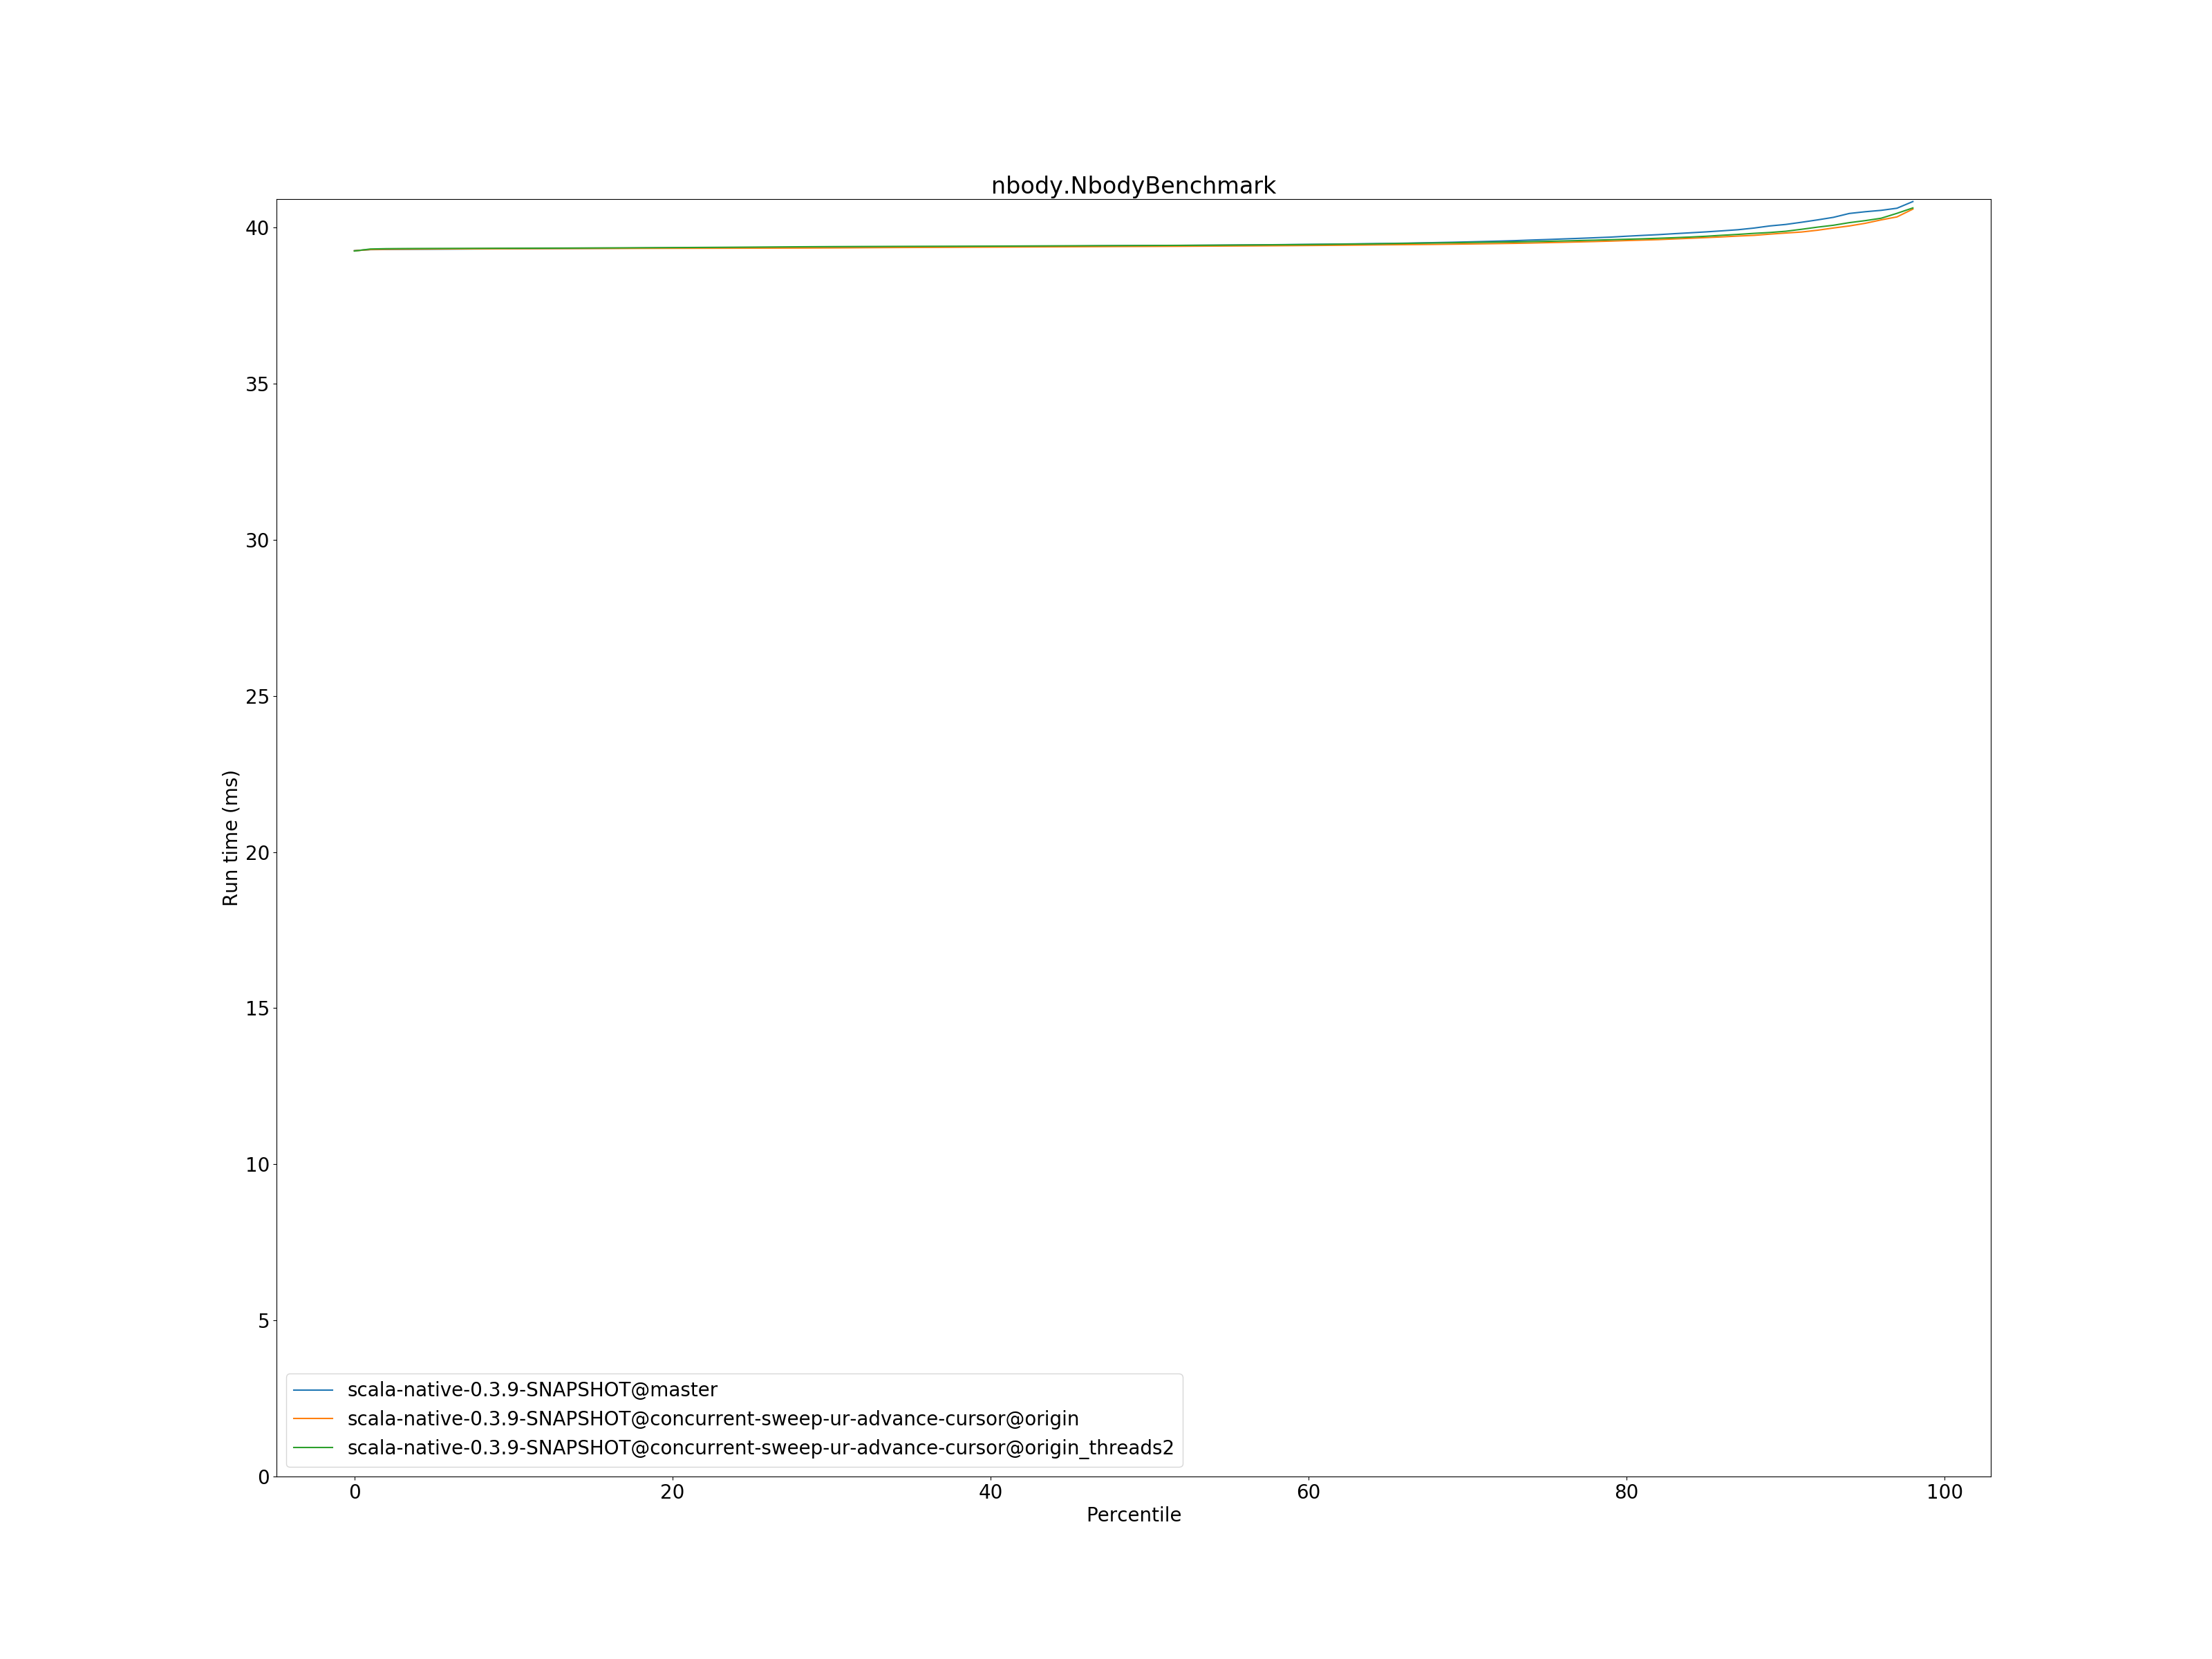 nbody.NbodyBenchmark
40
35
30
25
20
15
10
5
0
Run time (ms)
scala-native-0.3.9-SNAPSHOT@master
scala-native-0.3.9-SNAPSHOT@concurrent-sweep-ur-advance-cursor@origin
scala-native-0.3.9-SNAPSHOT@concurrent-sweep-ur-advance-cursor@origin_threads2
0 20 40 60 80 100
Percentile